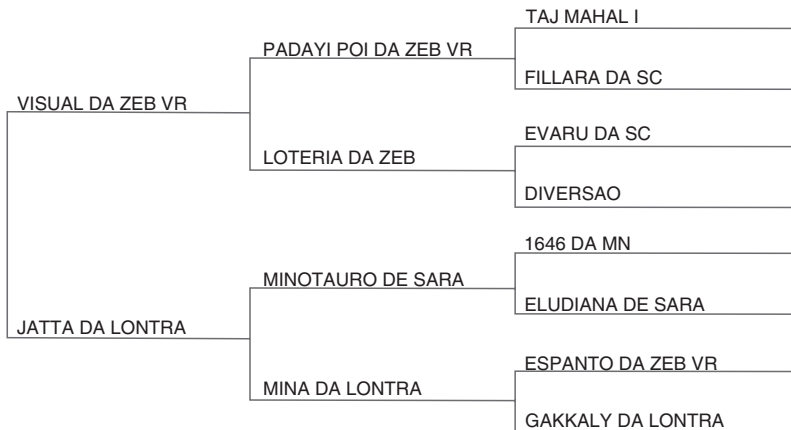 TAJ MAHAL I
PADAYI POI DA ZEB VR
FILLARA DA SC
VISUAL DA ZEB VR
EVARU DA SC
LOTERIA DA ZEB
DIVERSAO
1646 DA MN
MINOTAURO DE SARA
ELUDIANA DE SARA
JATTA DA LONTRA
ESPANTO DA ZEB VR
MINA DA LONTRA
GAKKALY DA LONTRA